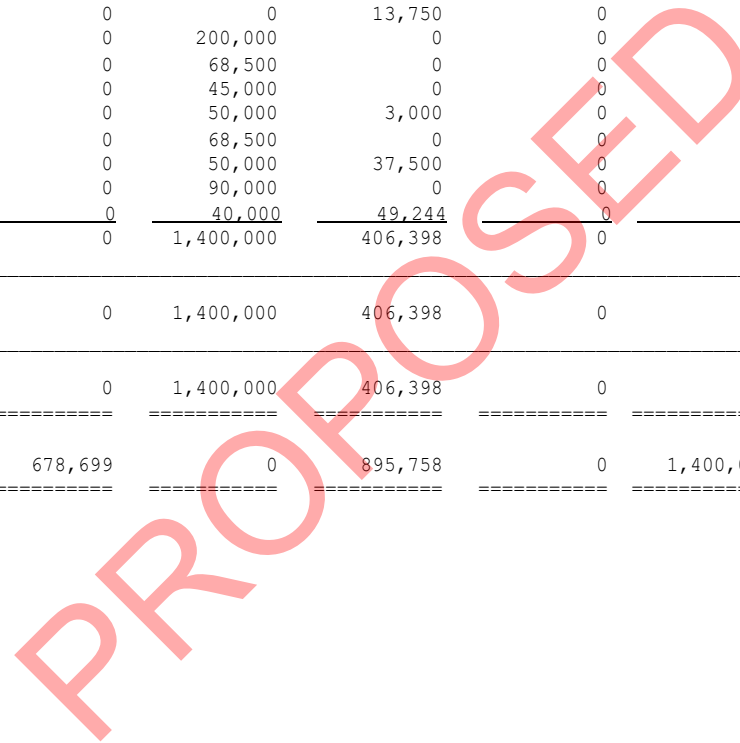 0 0 13,750 0
0 200,000 0 0
0 68,500 0 0
0 45,000 0 0
0 50,000 3,000 0
0 68,500 0 0
0 50,000 37,500 0
0 90,000 0 0
0 40,000 49,244 0
0 1,400,000 406,398 0
0 1,400,000 406,398 0
0 1,400,000 406,398 0
========== =========== =========== =========== ==========
678,699 0 895,758 0 1,400,0
========== =========== =========== =========== ==========
PROPOSED